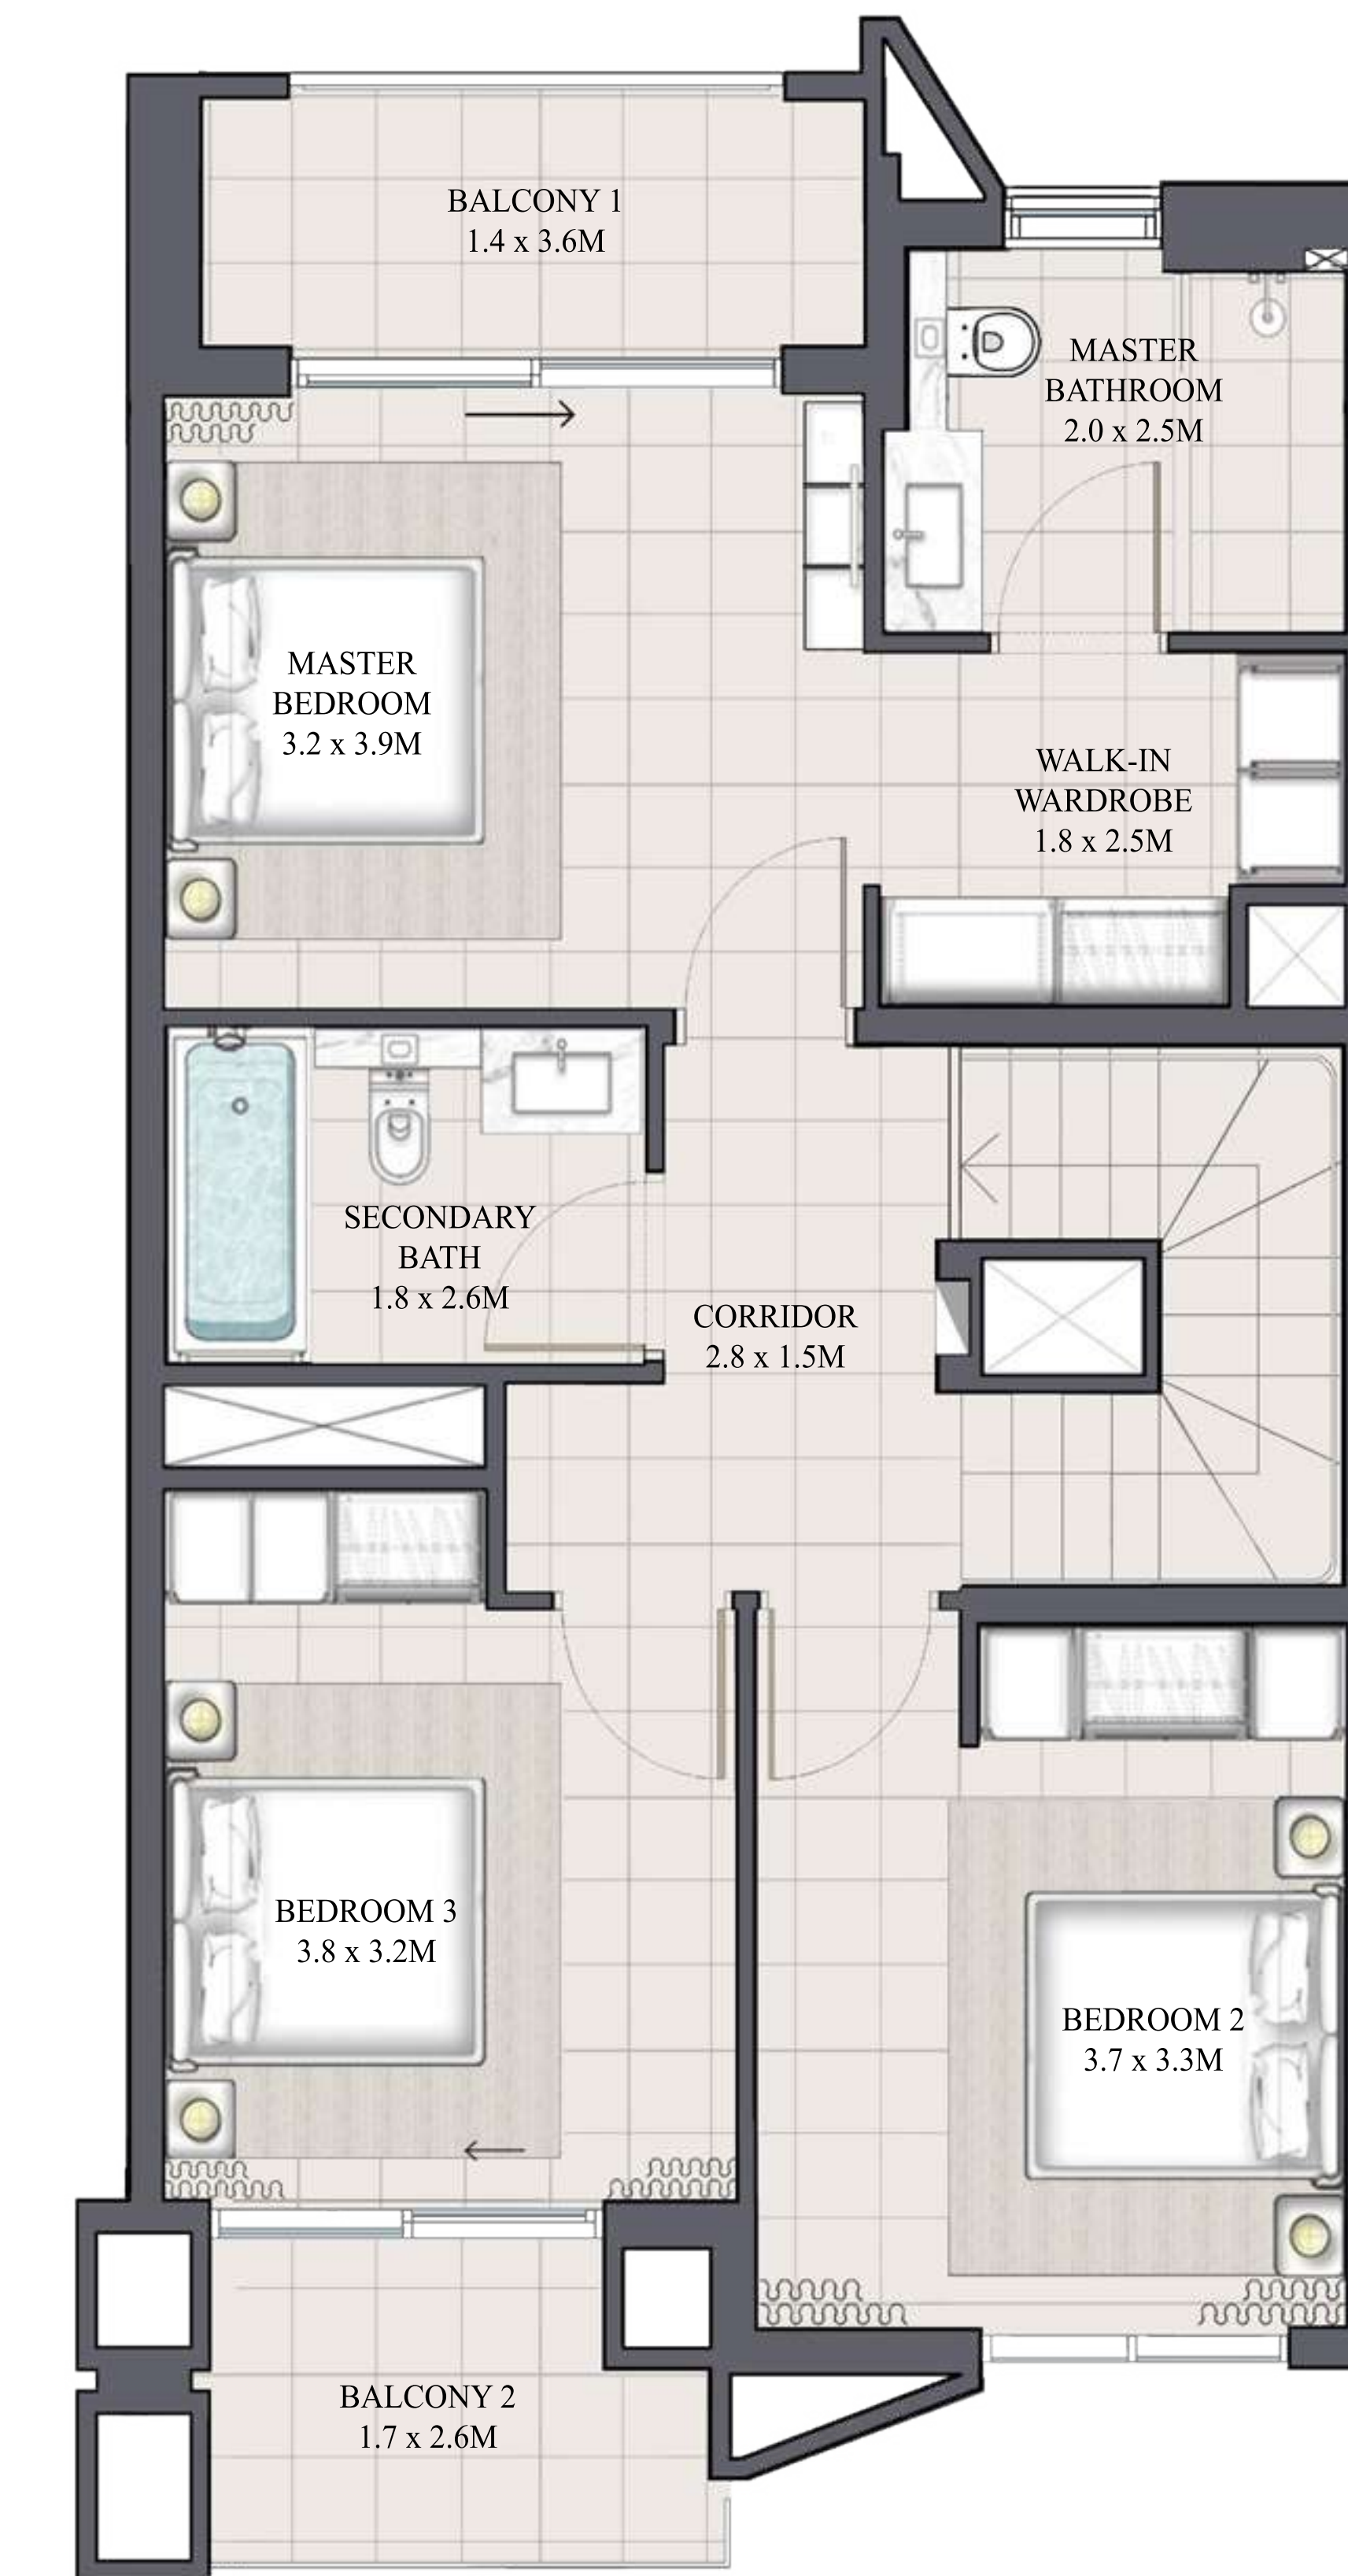 BALCONY 1
1.4 x 3.6M
MASTER
BATHROOM
2.0 x 2.5M
MASTER
BEDROOM
3.2 x 3.9M
WALK-IN
WARDROBE
1.8 x 2.5M
SECONDARY
BATH
1.8 x 2.6M
CORRIDOR
2.8 x 1.5M
BEDROOM 3
3.8 x 3.2M
BEDROOM 2
3.7 x 3.3M
BALCONY 2
1.7 x 2.6M